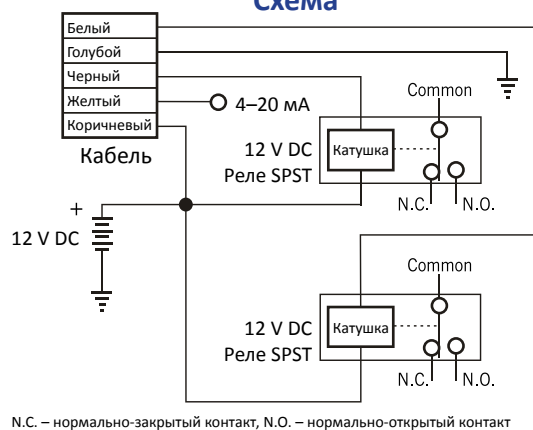 Схема
Белый
Голубой
Черный
Желтый
Коричневый
Кабель
4–20 мА
+
12 V DC
Common
Катушка
12 V DC
Реле SPST
N.C.
N.O.
Common
Катушка
12 V DC
Реле SPST
N.C.
N.O.
N.C. – нормально-закрытый контакт, N.O. – нормально-открытый контакт